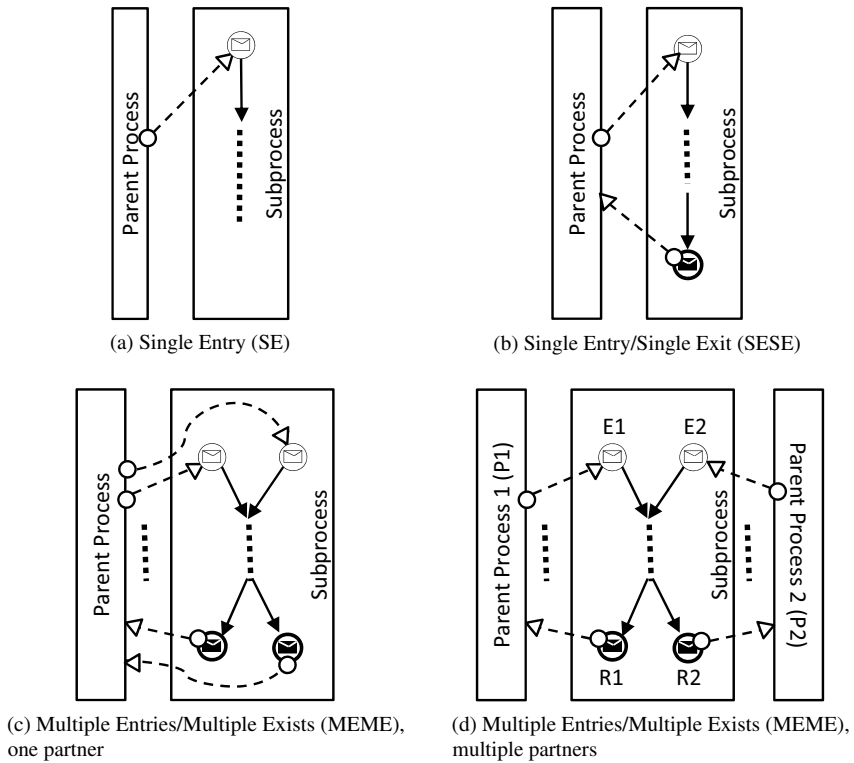 Parent Process
Subprocess
(a) Single Entry (SE)
Parent Process
Subprocess
(b) Single Entry/Single Exit (SESE)
Parent Process
Subprocess
(c) Multiple Entries/Multiple Exists (MEME),
one partner
Parent Process 1 (P1)
E1
E2
Subprocess
R1
R2
Parent Process 2 (P2)
(d) Multiple Entries/Multiple Exists (MEME),
multiple partners